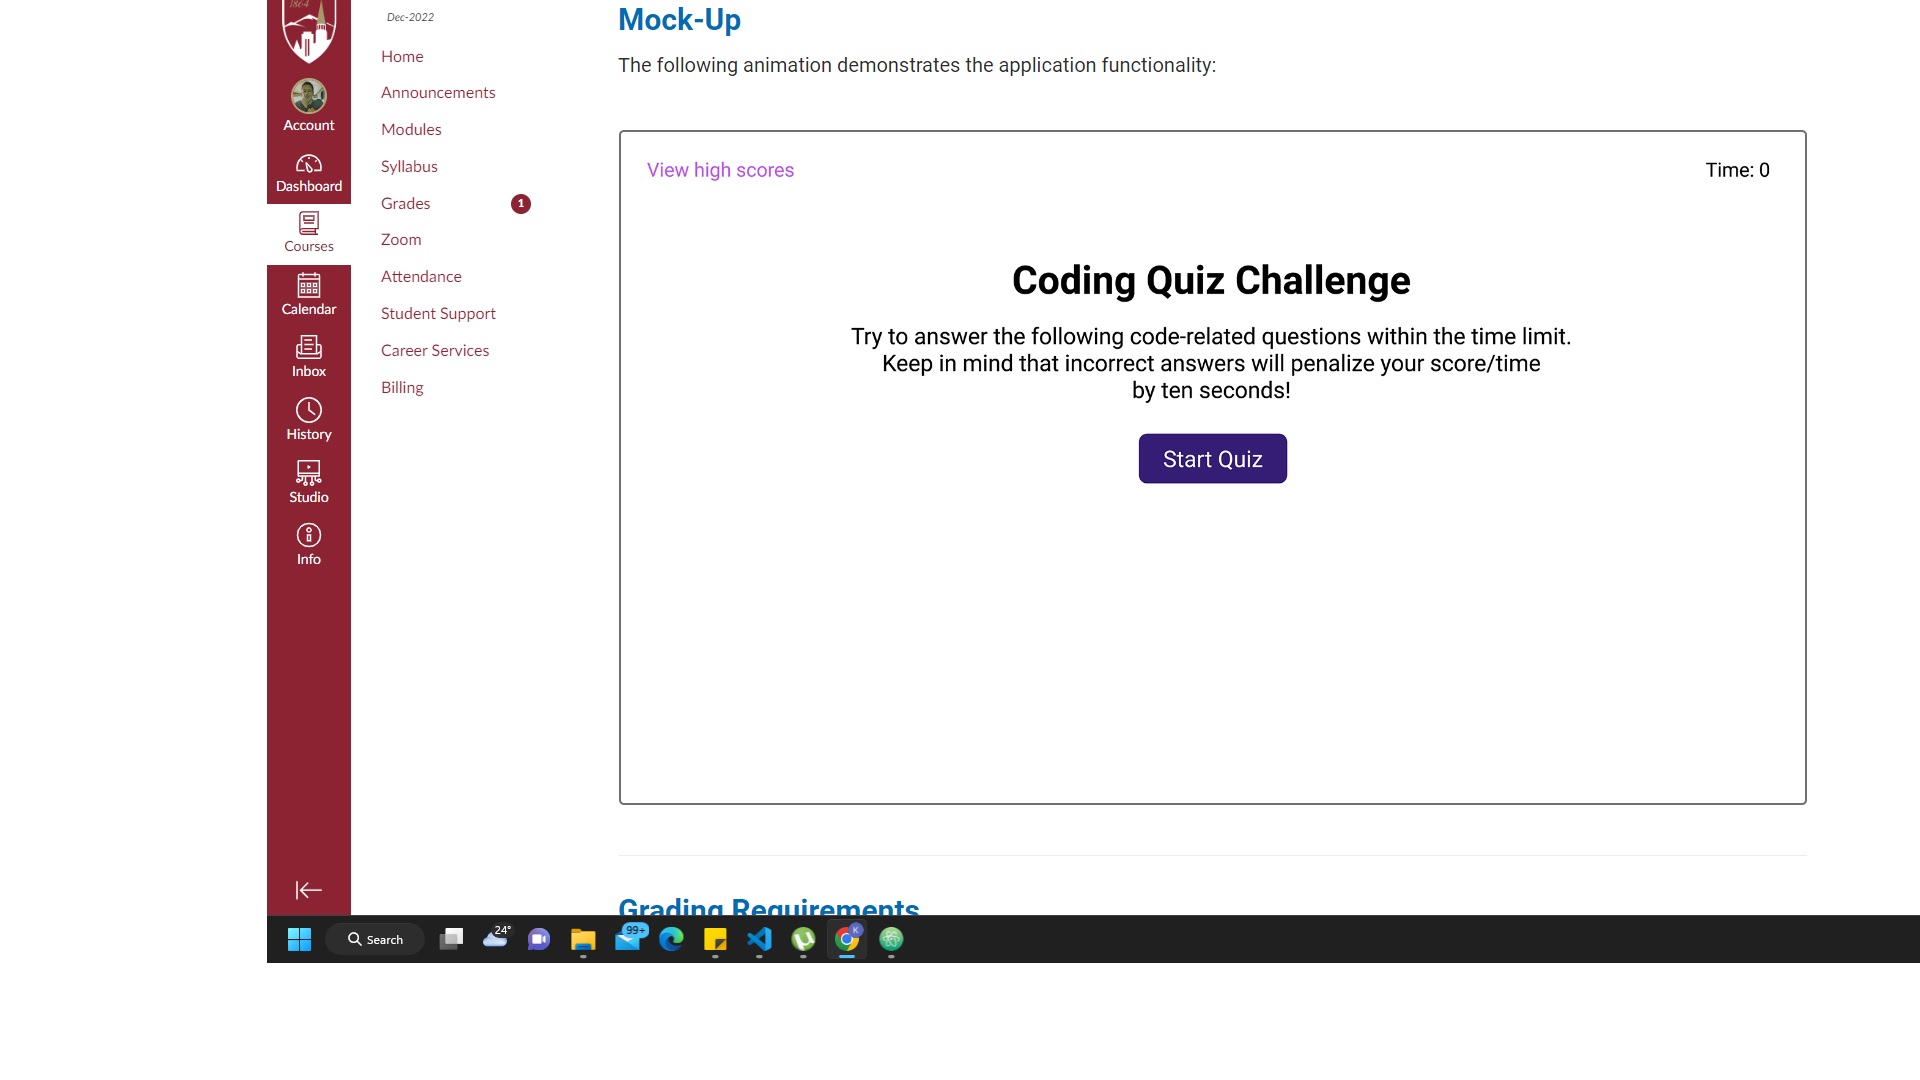 1864
Account
Dashboard
Courses
Calendar
Inbox
History
Studio
Info
Dec-2022
Home
Announcements
Modules
Syllabus
Grades
1
Zoom
Attendance
Student Support
Career Services
Billing
Mock-Up
The following animation demonstrates the application functionality:
View high scores
Time: 0
Coding Quiz Challenge
Try to answer the following code-related questions within the time limit.
Keep in mind that incorrect answers will penalize your score/time
by ten seconds!
Start Quiz
Grading Requirements
Search
24°
99+
K